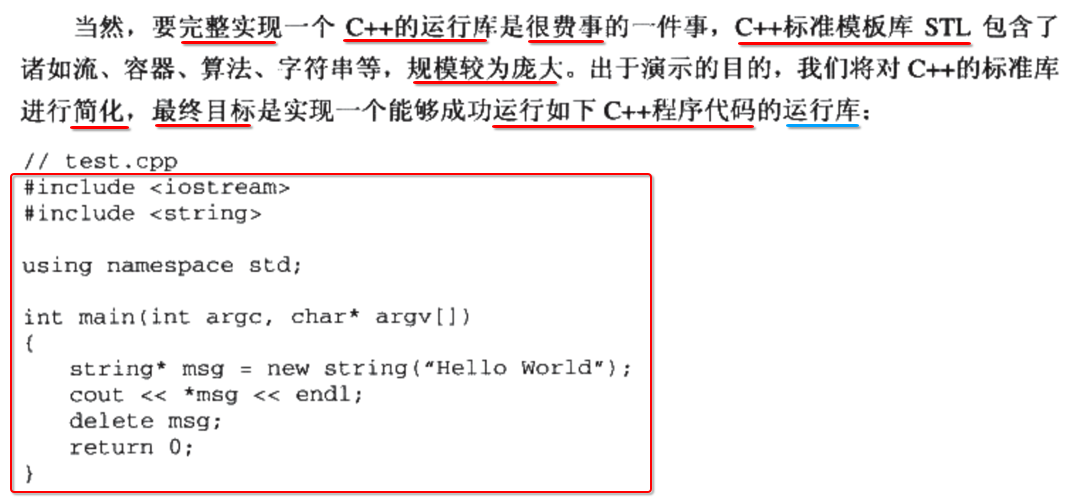 当然，要完整实现一个 C++的运行库是很费事的一件事，C++标准模板库 STL 包含了
诸如流、容器、算法、字符串等，规模较为庞大。出于演示的目的，我们将对 C++的标准库
进行简化，最终目标是实现一个能够成功运行如下 C++程序代码的运行库：
// test.cpp
#include <iostream>
#include <string>
using namespace std;
int main(int argc, char* argv[])
{
string* msg = new string(“Hello World”);
cout << *msg << endl;
delete msg;
return 0;
}